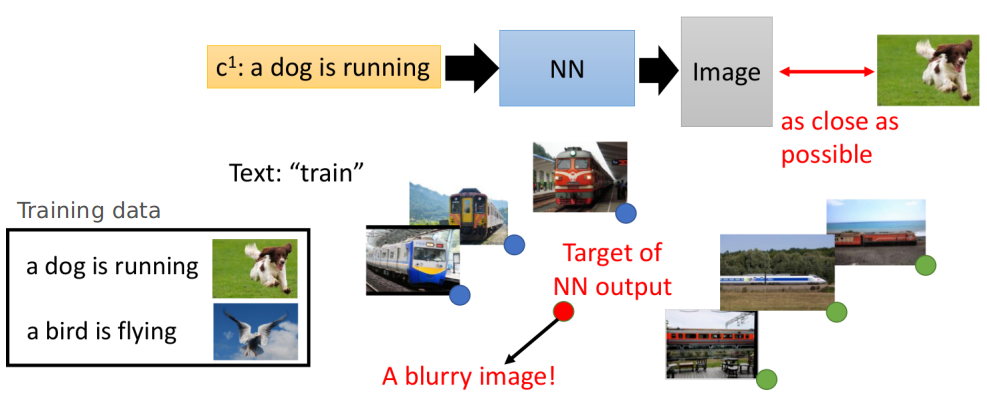 c¹: a dog is running
NN
Image
as close as
possible
Text: “train”
Training data
a dog is running
a bird is flying
Target of
NN output
A blurry image!